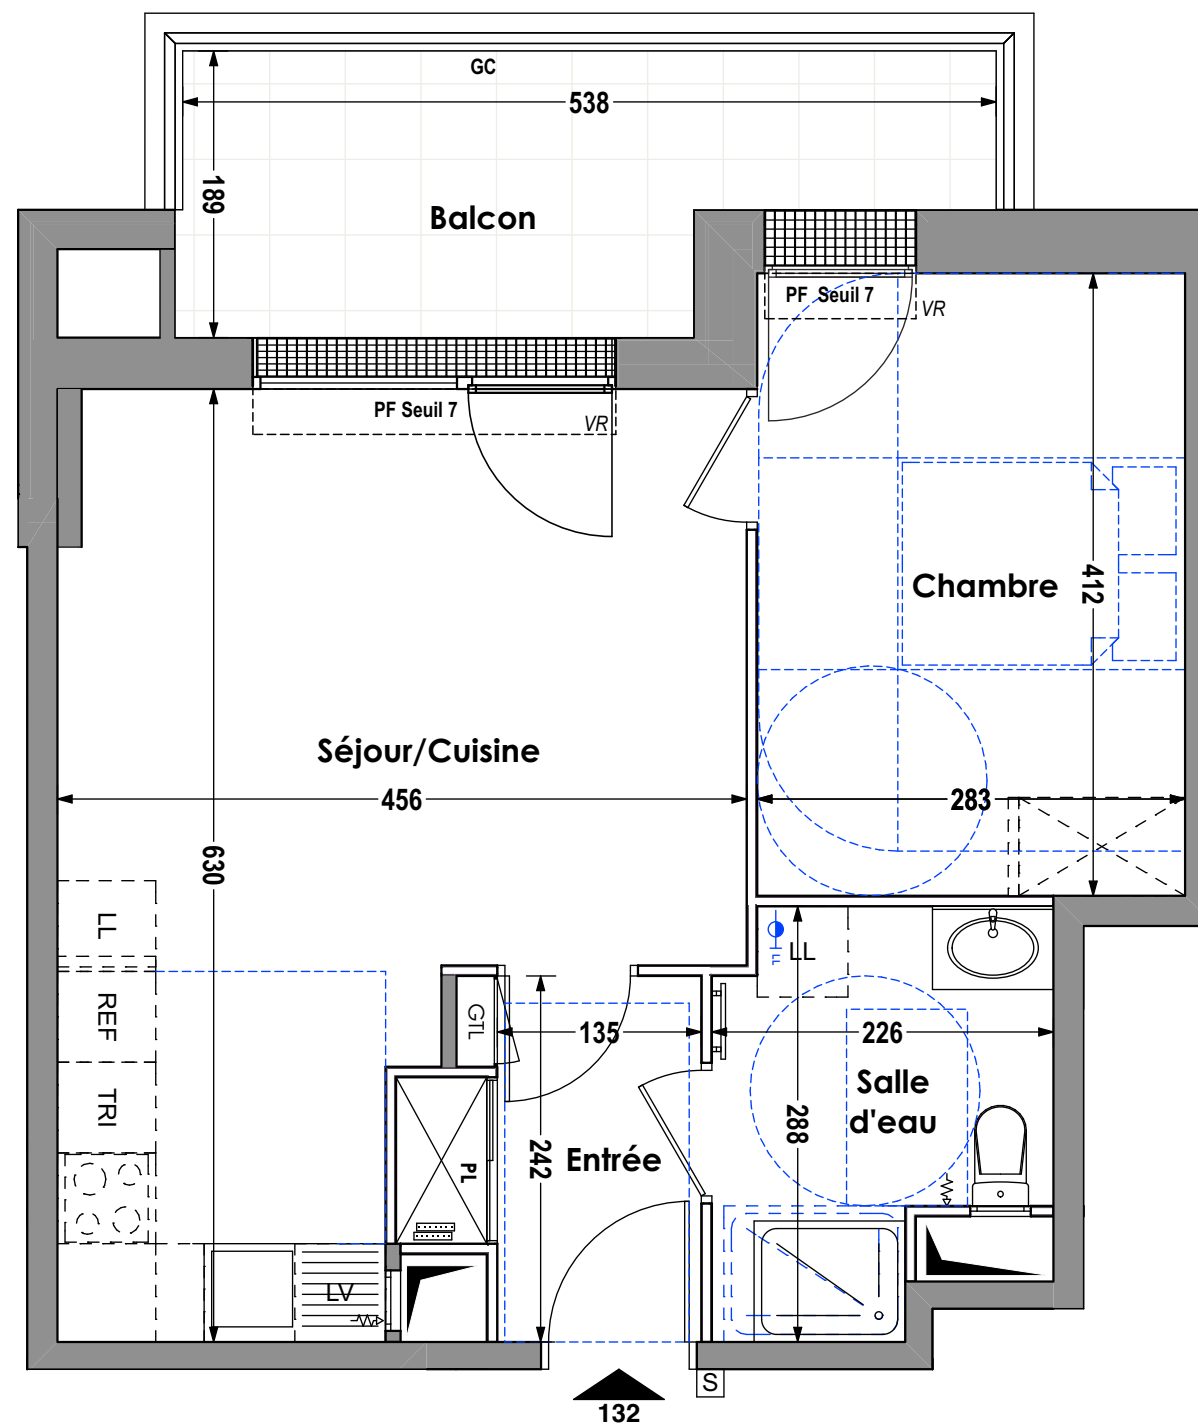 GC
538
189
Balcon
PF Seuil 7
VR
PF Seuil 7
VR
Chambre
412
Séjour/Cuisine
456
283
630
LL
REF
TRI
LV
GTL
PL
135
242
Entrée
LL
226
Salle
d'eau
288
S
132